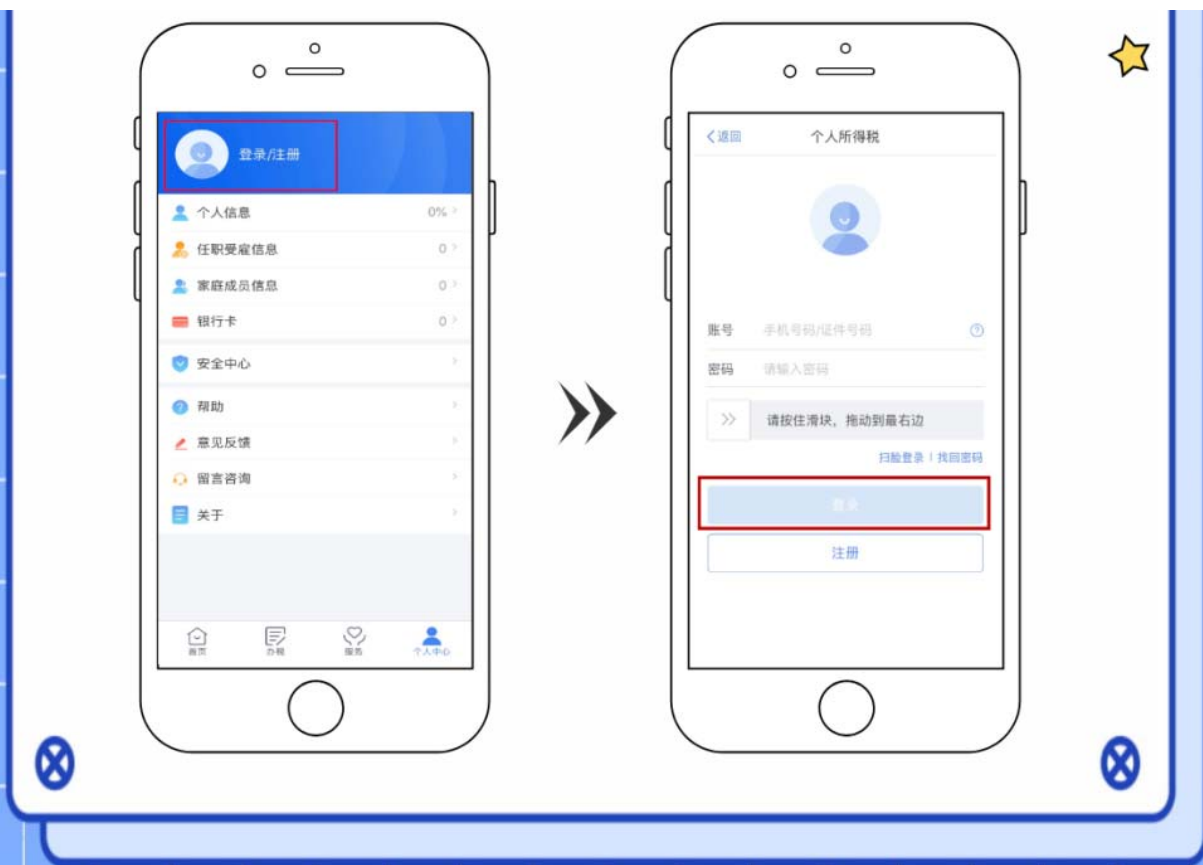 登录/注册
个人信息 0%
任职受雇信息 0
家庭成员信息 0
银行卡 0
安全中心
帮助
意见反馈
留言咨询
关于
首页 办税 服务 个人中心
返回 个人所得税
账号 手机号码/证件号码
密码 请输入密码
请按住滑块，拖动到最右边
扫脸登录 | 找回密码
登录
注册